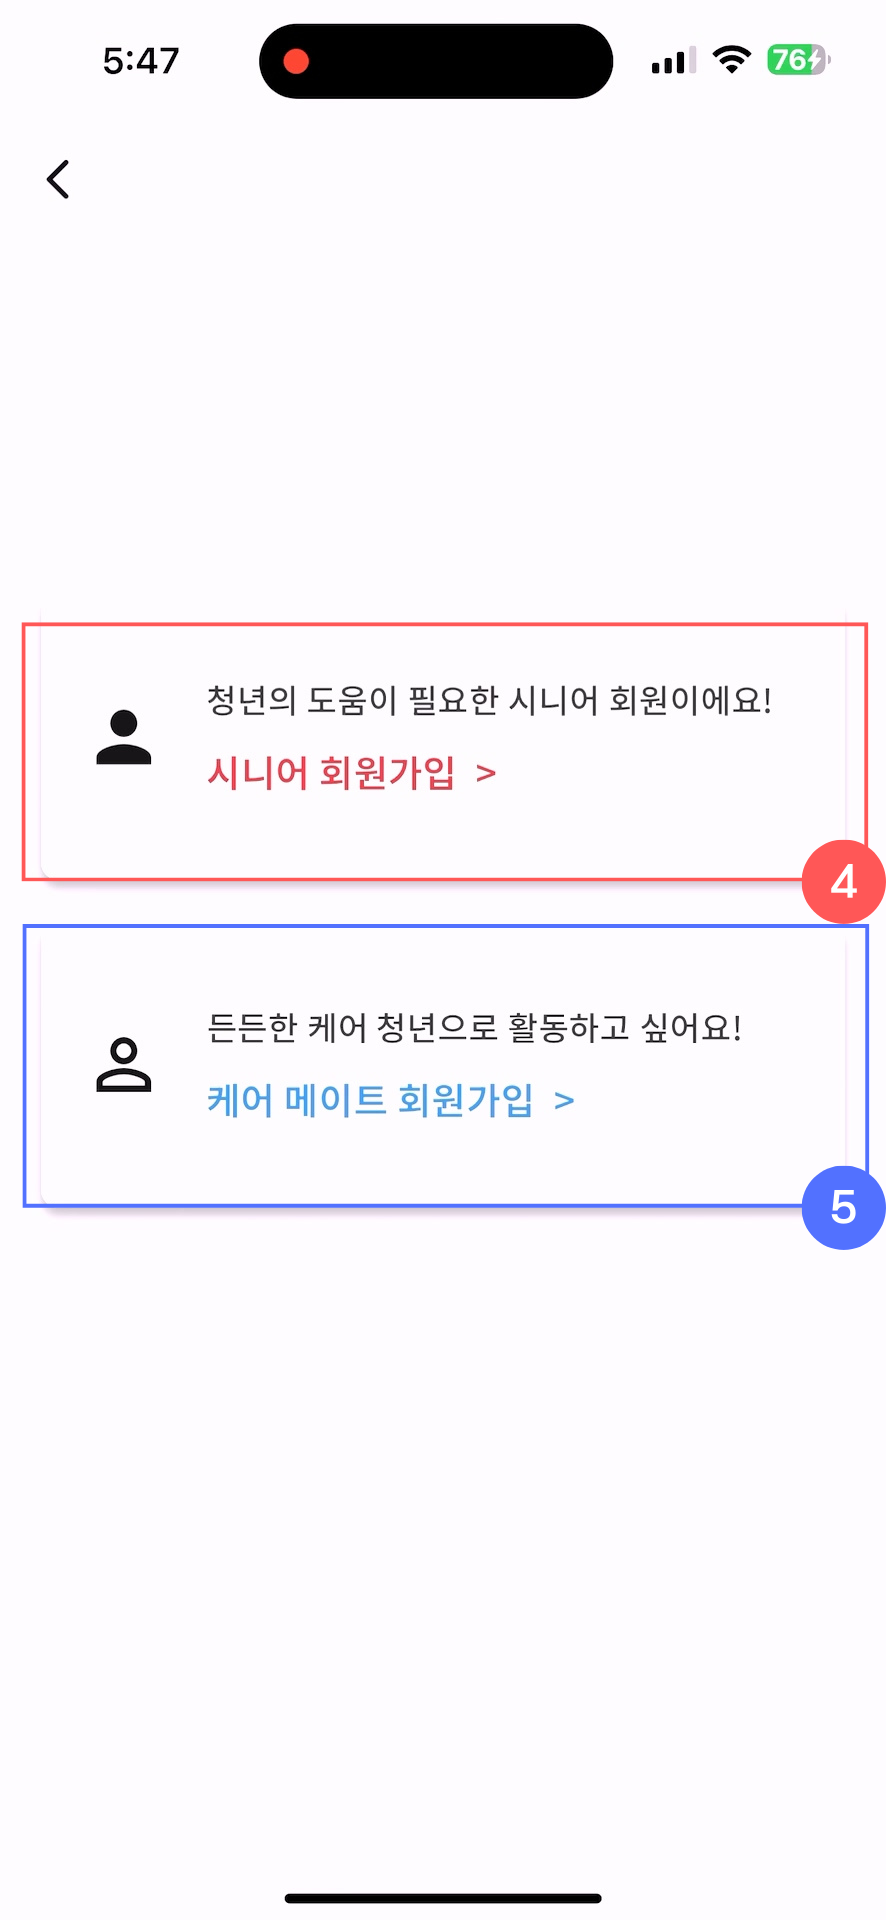 5:47
76
청년의 도움이 필요한 시니어 회원이에요!
시니어 회원가입 >
4
든든한 케어 청년으로 활동하고 싶어요!
케어 메이트 회원가입 >
5